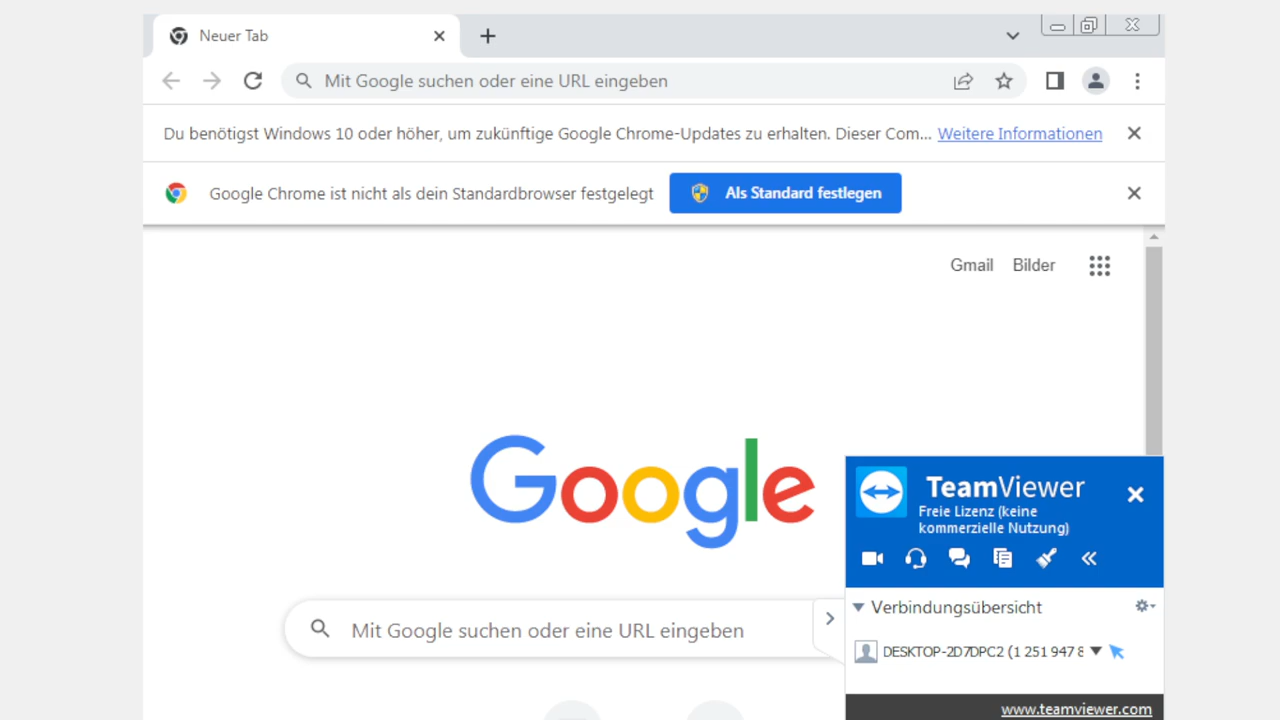 Neuer Tab
Mit Google suchen oder eine URL eingeben
Du benötigst Windows 10 oder höher, um zukünftige Google Chrome-Updates zu erhalten. Dieser Com... Weitere Informationen
Google Chrome ist nicht als dein Standardbrowser festgelegt Als Standard festlegen
Gmail Bilder
Google
Mit Google suchen oder eine URL eingeben
TeamViewer
Freie Lizenz (keine
kommerzielle Nutzung)
Verbindungsübersicht
DESKTOP-2D7DPC2 (1 251 947 8
www.teamviewer.com